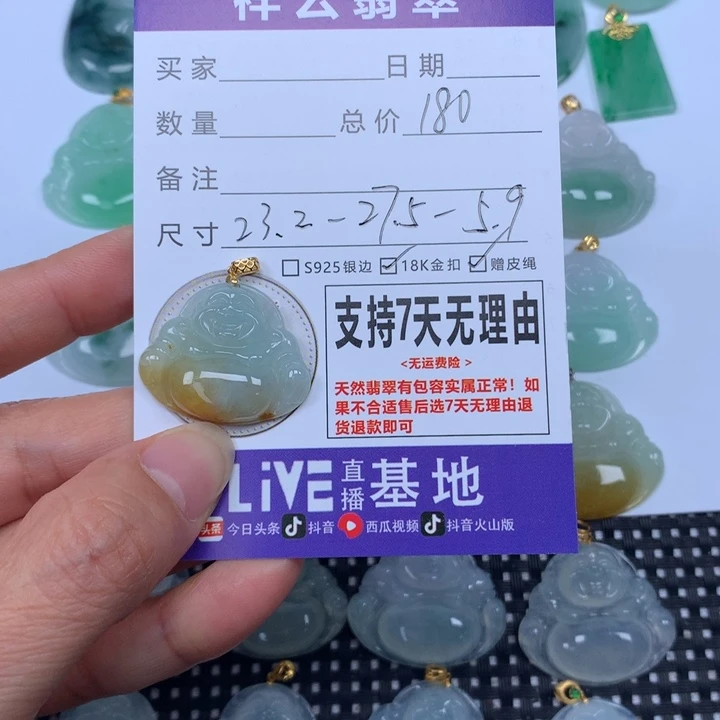 祥云翡翠
买家 日期
数量 总价 180
备注
尺寸 23.2-27.5-5.9
S925银边 18K金扣 赠皮绳
支持7天无理由
<无运费险>
天然翡翠有包容实属正常！如
果不合适售后选7天无理由退
货退款即可
LiVE 直播 基地
头条 今日头条 抖音 西瓜视频 抖音火山版